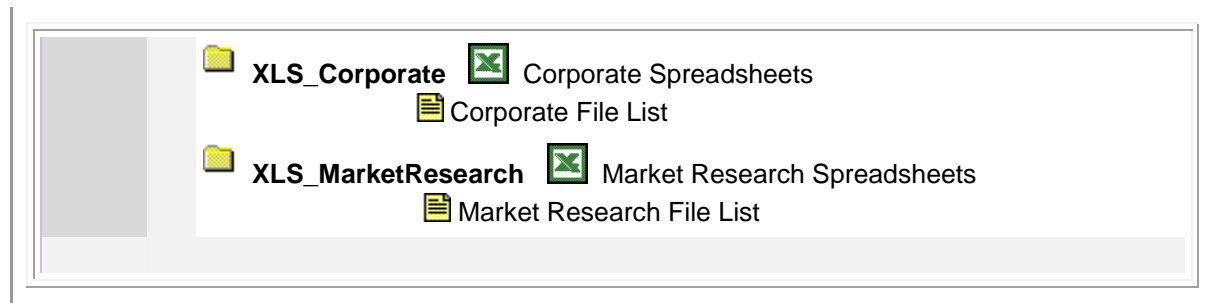 XLS_Corporate Corporate Spreadsheets
Corporate File List
XLS_MarketResearch Market Research Spreadsheets
Market Research File List